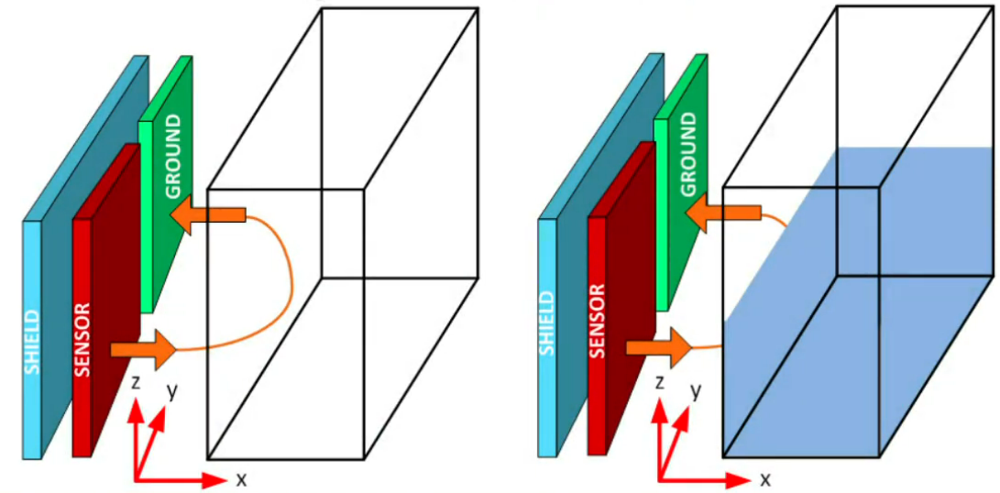 SHIELD
SENSOR
GROUND
z
y
x
SHIELD
SENSOR
GROUND
z
y
x